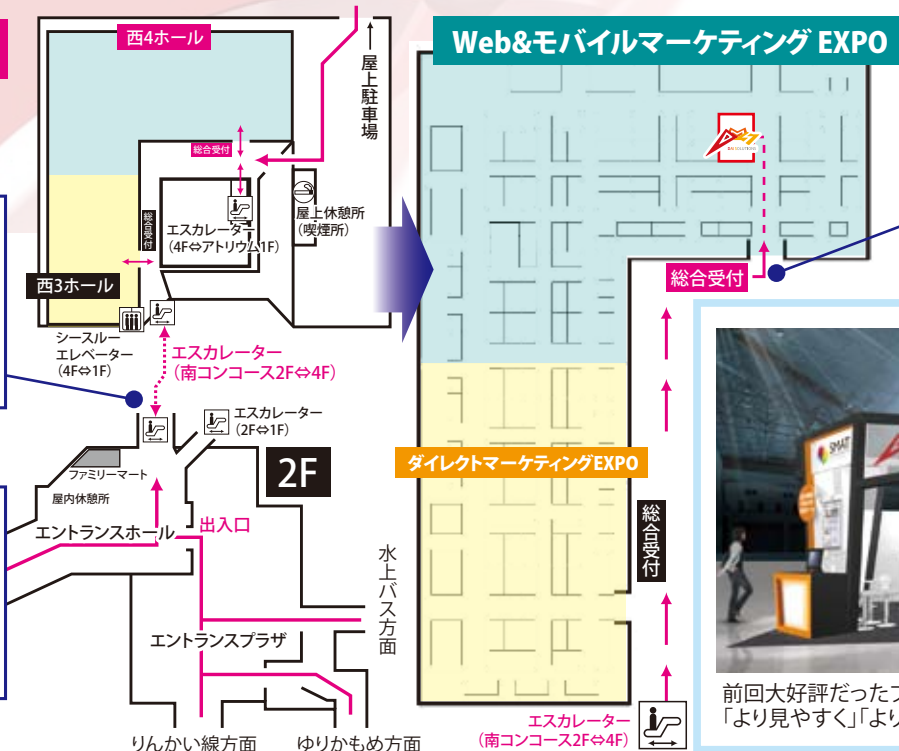 西4ホール
屋上駐車場
総合受付
総合受付
エスカレーター
(4F⇔アトリウム1F)
屋上休憩所
(喫煙所)
西3ホール
シースルー
エレベーター
(4F⇔1F)
エスカレーター
(南コンコース2F⇔4F)
エスカレーター
(2F⇔1F)
2F
ファミリーマート
屋内休憩所
エントランスホール
出入口
水上バス方面
エントランスプラザ
りんかい線方面
ゆりかもめ方面
Web&モバイルマーケティング EXPO
総合受付
ダイレクトマーケティングEXPO
総合受付
エスカレーター
(南コンコース2F⇔4F)
SMAT
前回大好評だった
「より見やすく」「より